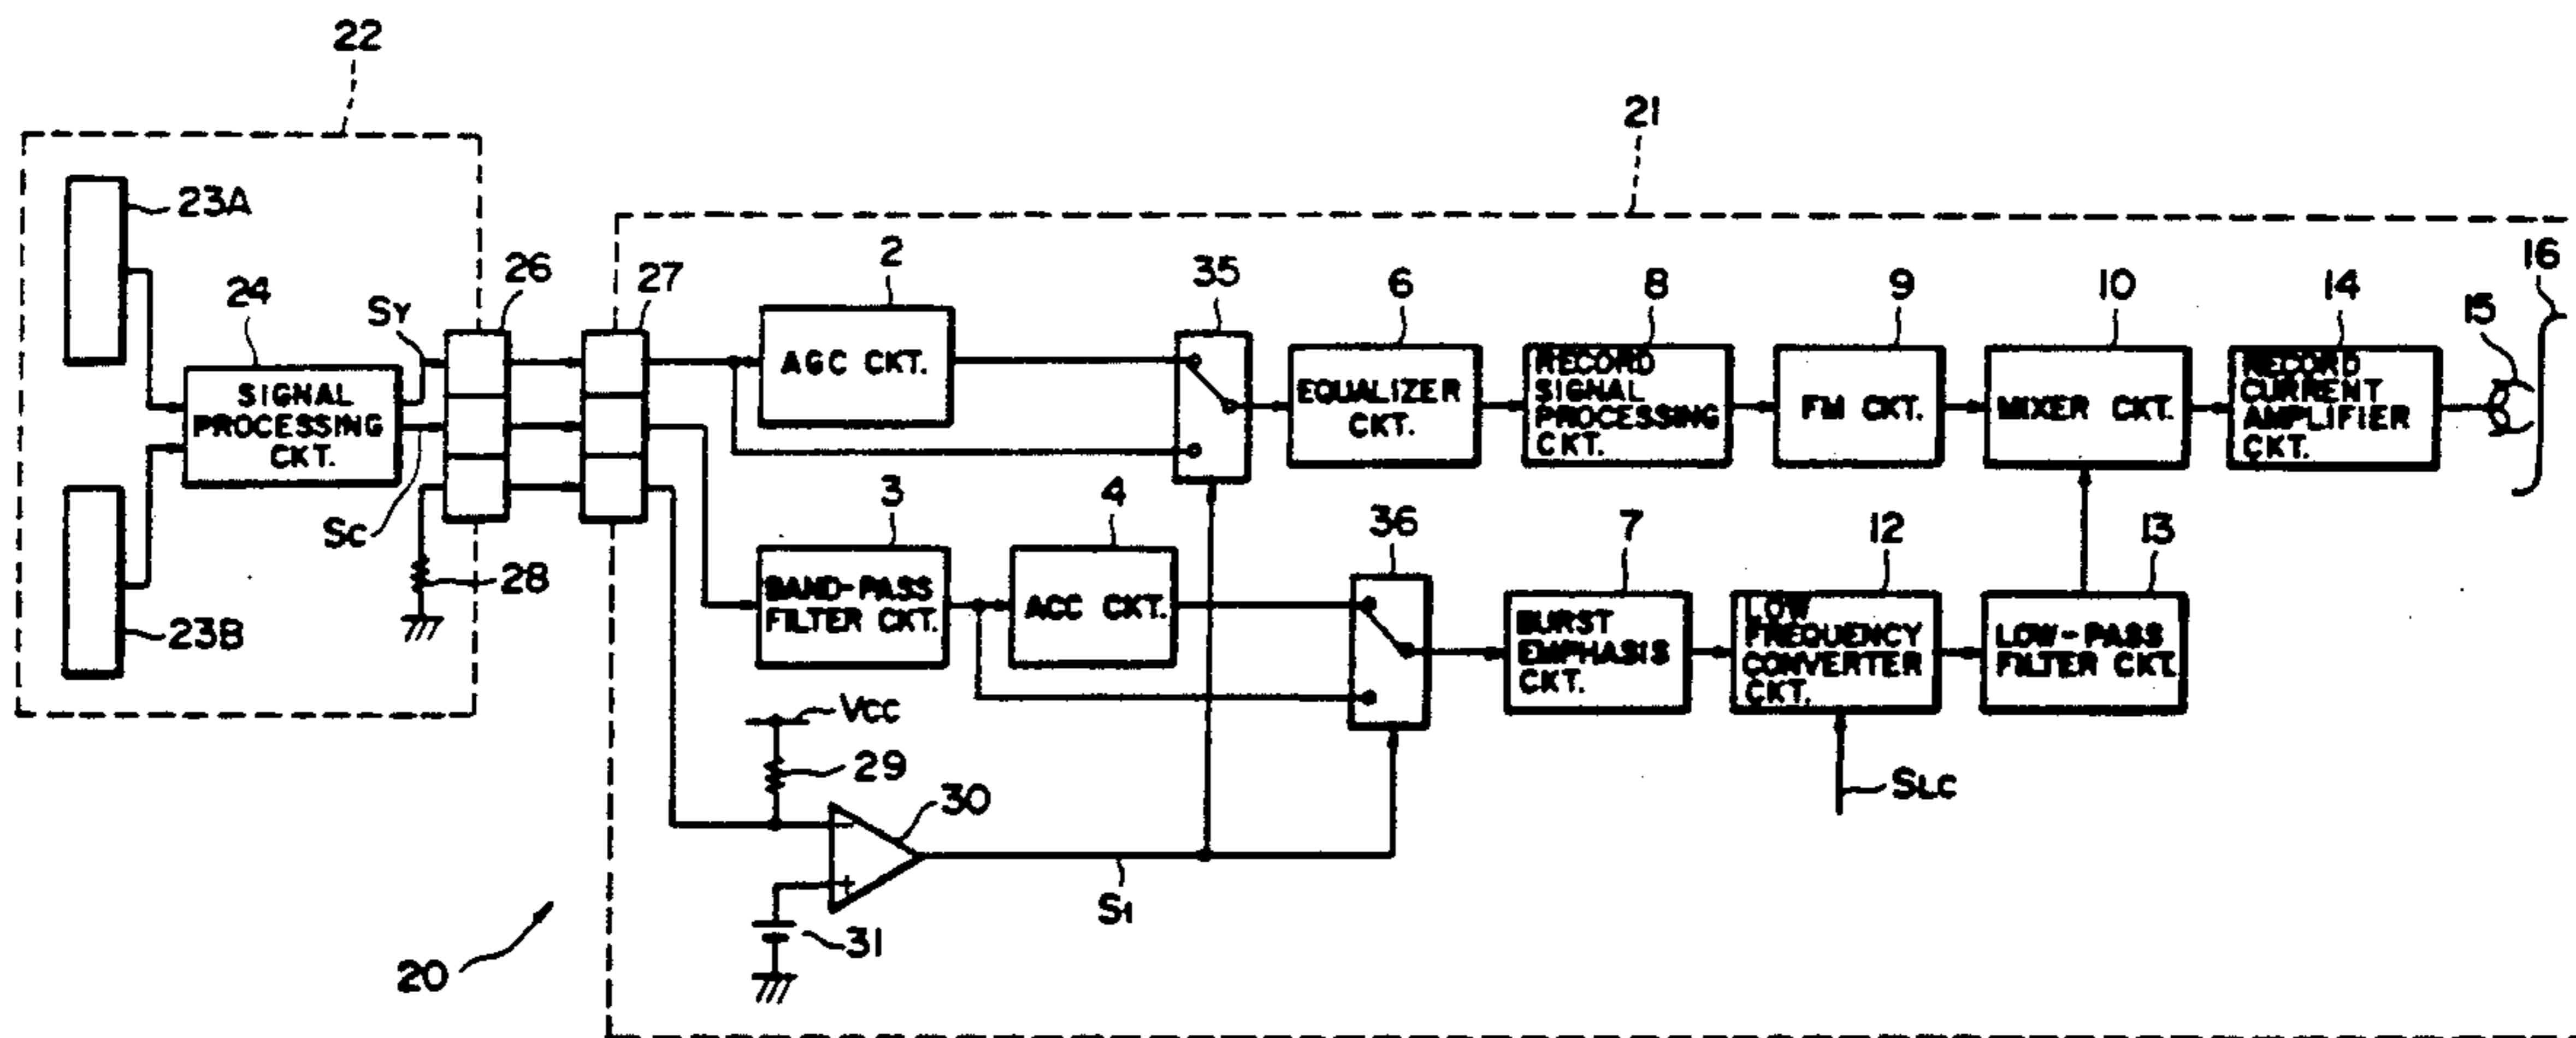 22
21
23A
24
SY
26
27
2
35
6
8
9
10
14
15
16
SIGNAL
PROCESSING
CKT.
AGC CKT.
EQUALIZER
CKT.
RECORD
SIGNAL
PROCESSING
CKT.
FM CKT.
MIXER CKT.
RECORD
CURRENT
AMPLIFIER
CKT.
SC
28
23B
3
4
36
7
12
13
BAND-PASS
FILTER CKT.
ACC CKT.
BURST
EMPHASIS
CKT.
LOW
FREQUENCY
CONVERTER
CKT.
LOW-PASS
FILTER CKT.
VCC
29
30
−
+
31
S1
SLC
20